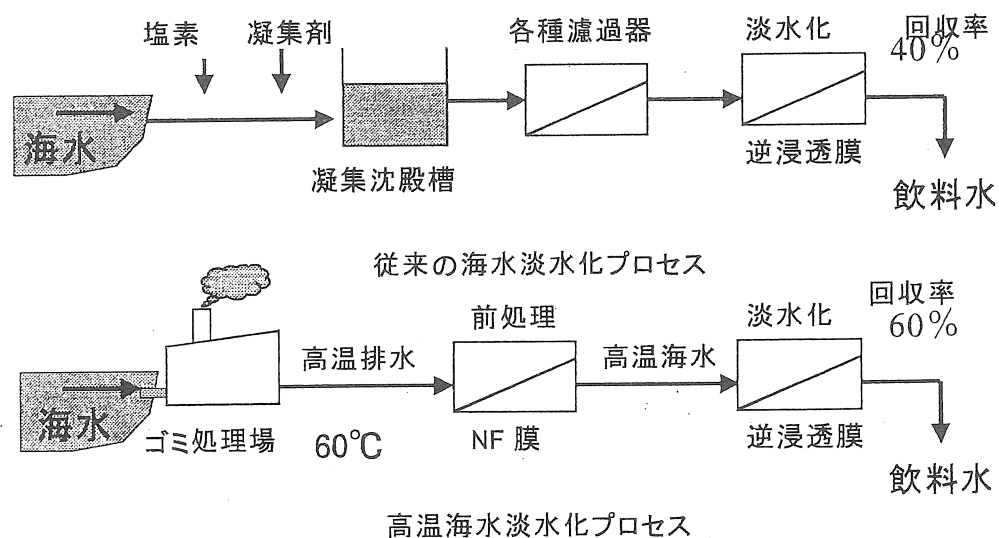 塩素
凝集剤
各種濾過器
淡水化
回収率
40%
海水
凝集沈殿槽
逆浸透膜
飲料水
従来の海水淡水化プロセス
回収率
60%
前処理
淡水化
高温排水
高温海水
海水
ゴミ処理場
60℃
NF膜
逆浸透膜
飲料水
高温海水淡水化プロセス